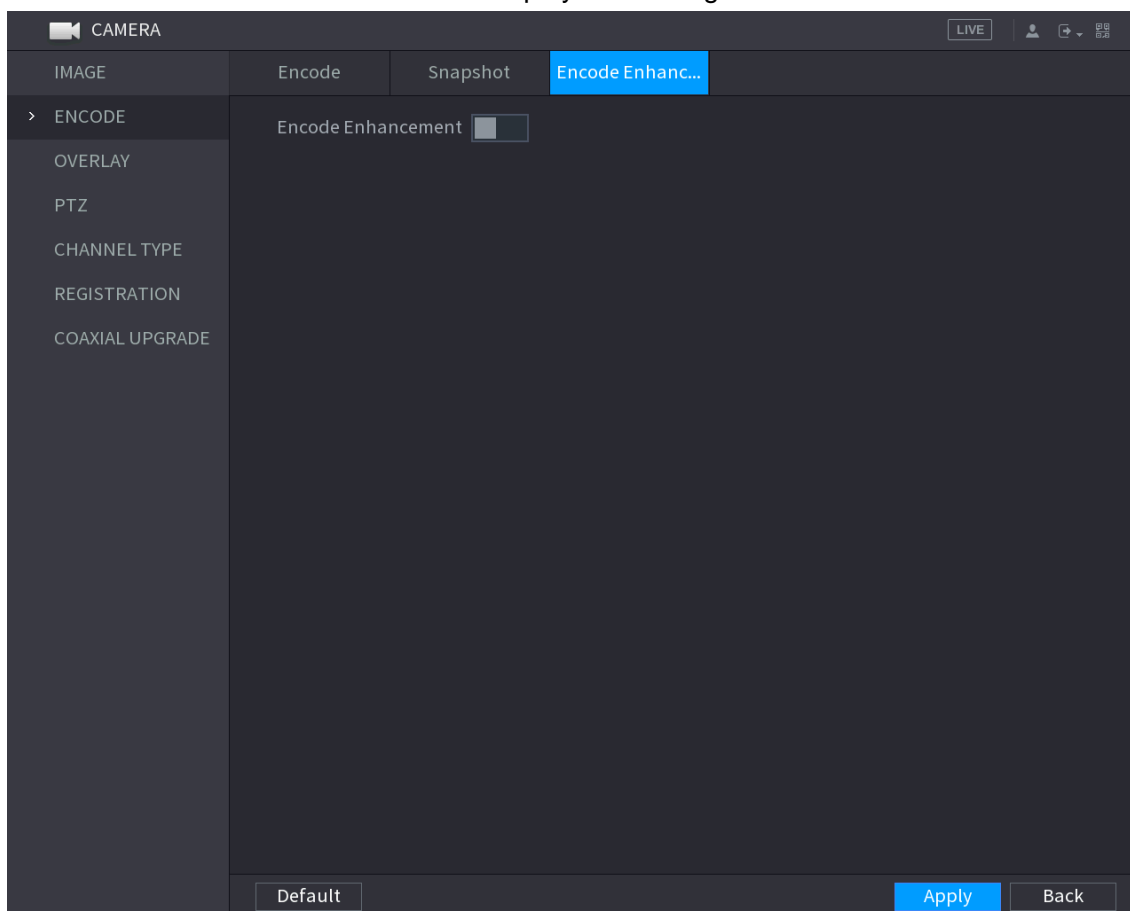 CAMERA
LIVE
IMAGE
ENCODE
OVERLAY
PTZ
CHANNEL TYPE
REGISTRATION
COAXIAL UPGRADE
Encode Snapshot Encode Enhanc...
Encode Enhancement
Default Apply Back